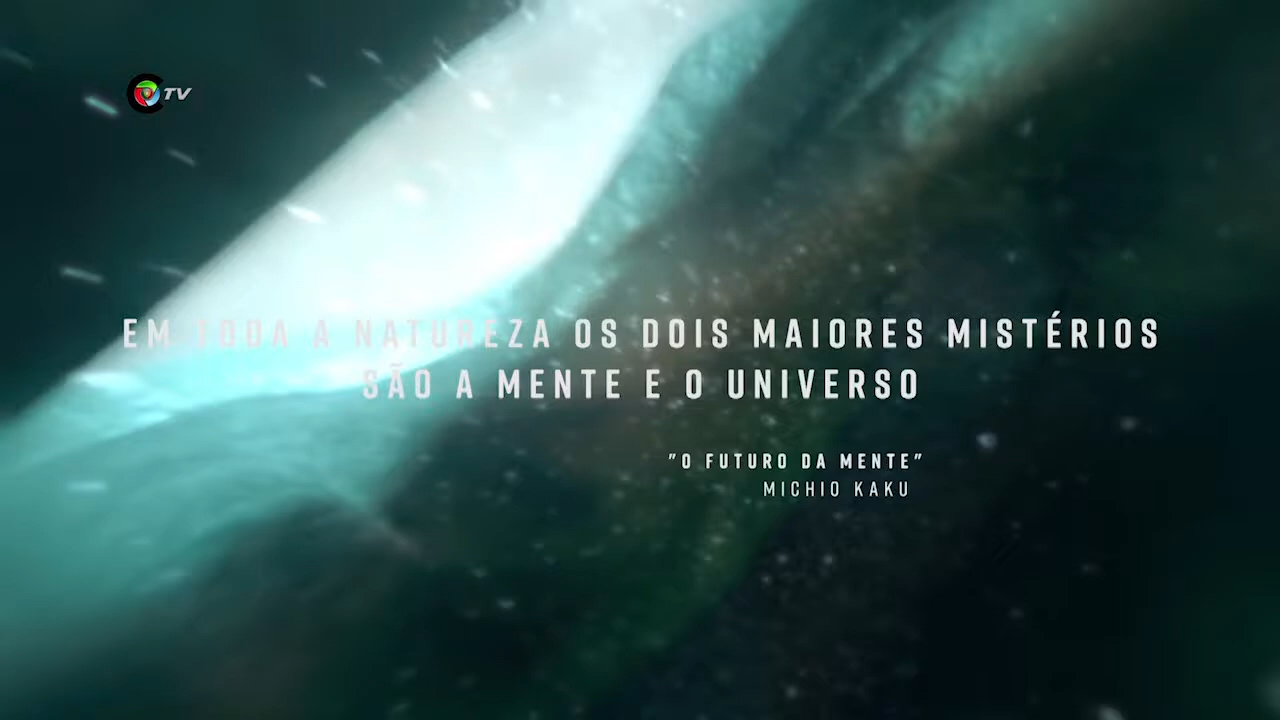 TV
EM TODA A NATUREZA OS DOIS MAIORES MISTÉRIOS
SÃO A MENTE E O UNIVERSO
"O FUTURO DA MENTE"
MICHIO KAKU